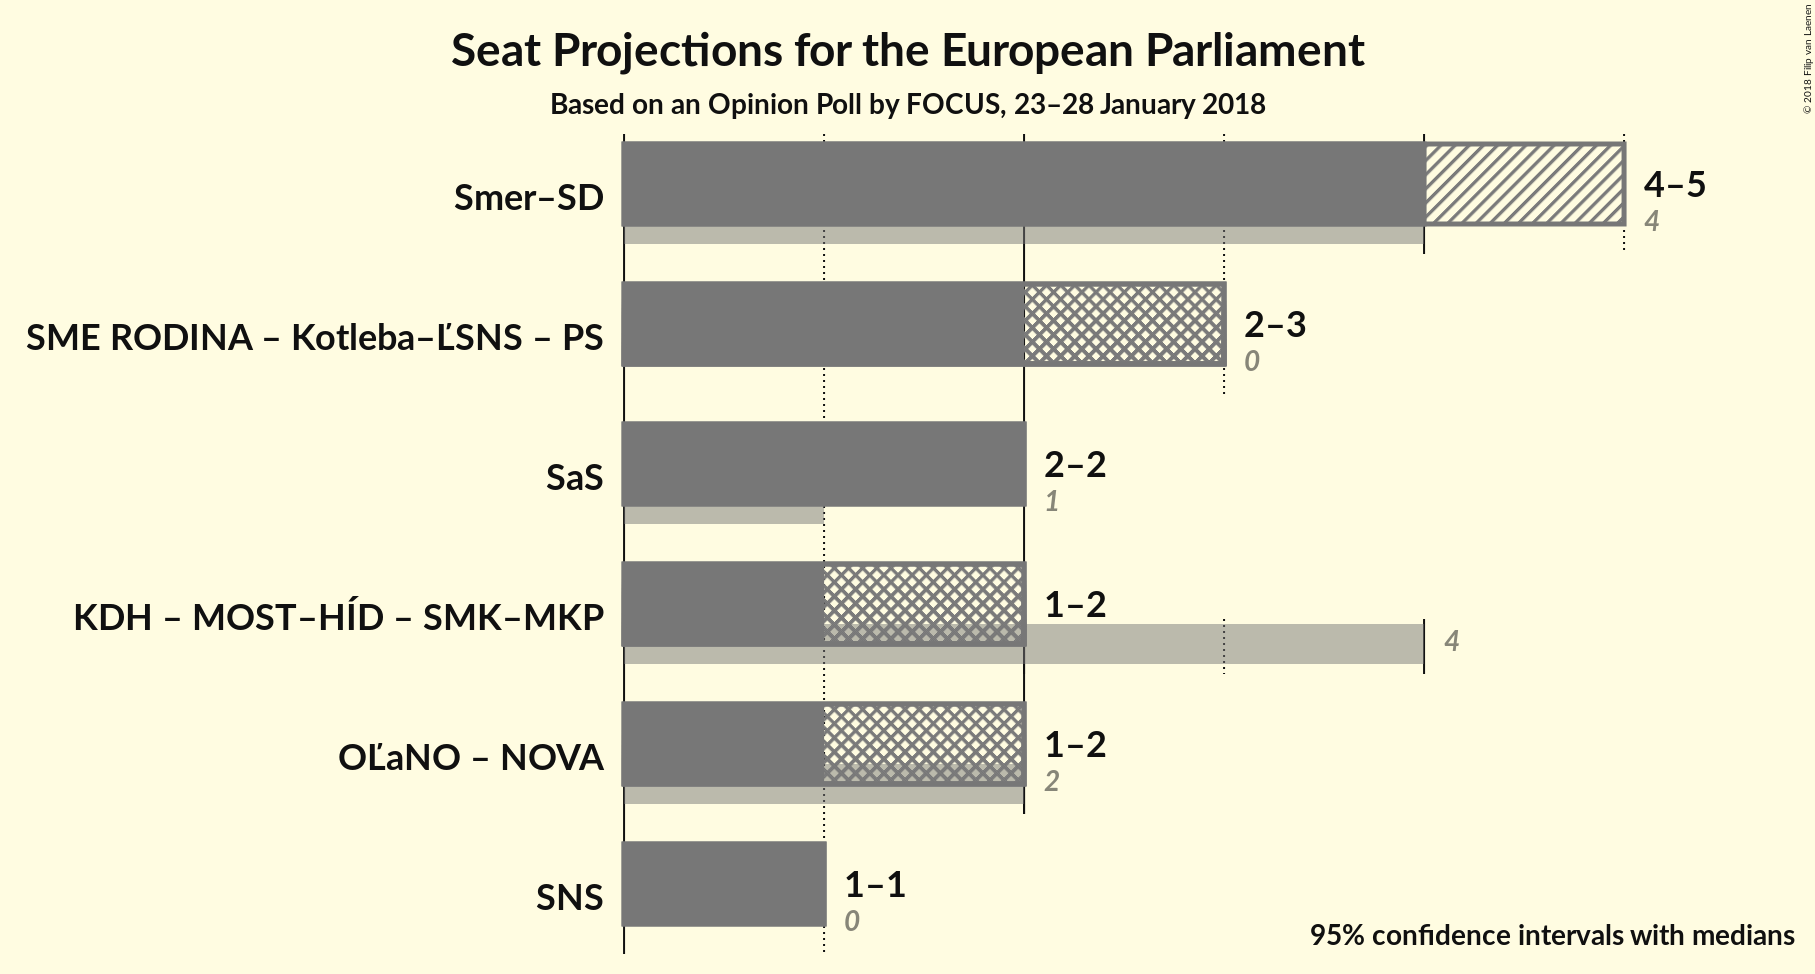 Seat Projections for the European Parliament
Based on an Opinion Poll by FOCUS, 23–28 January 2018
© 2018 Filip van Laenen
Smer–SD
4–5
4
SME RODINA – Kotleba–ĽSNS – PS
2–3
0
SaS
2–2
1
KDH – MOST–HÍD – SMK–MKP
1–2
4
OĽaNO – NOVA
1–2
2
SNS
1–1
0
95% confidence intervals with medians